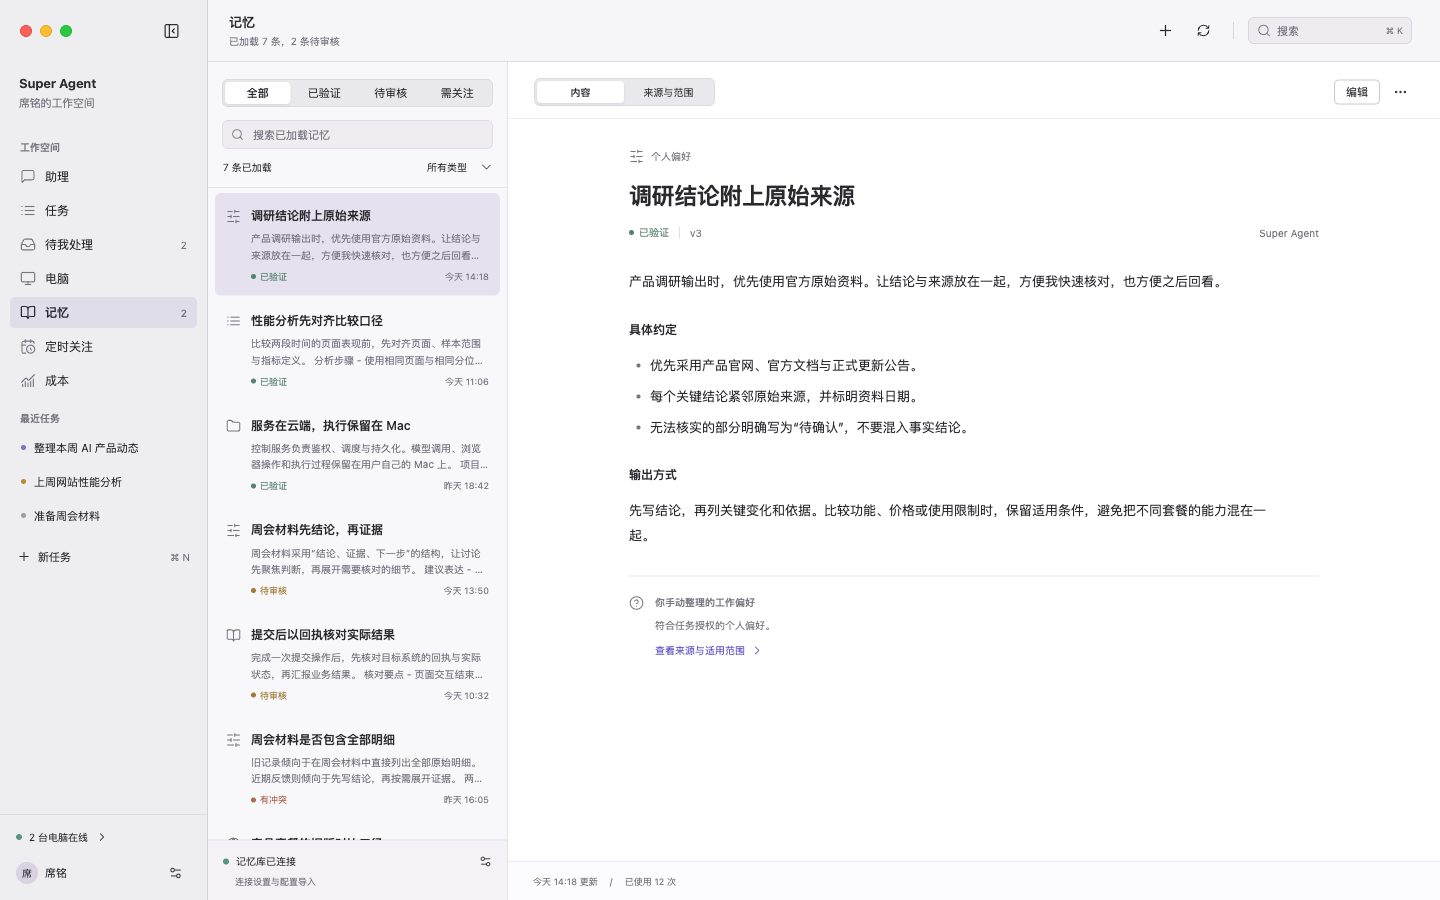 Super Agent
席铭的工作空间
工作空间
助理
任务
待我处理 2
电脑
记忆 2
定时关注
成本
最近任务
整理本周 AI 产品动态
上周网站性能分析
准备周会材料
新任务 ⌘ N
2 台电脑在线
席 席铭
记忆
已加载 7 条，2 条待审核
搜索 ⌘ K
全部 已验证 待审核 需关注
搜索已加载记忆
7 条已加载 所有类型
调研结论附上原始来源
产品调研输出时，优先使用官方原始资料。让结论与
来源放在一起，方便我快速核对，也方便之后回看...
已验证 今天 14:18
性能分析先对齐比较口径
比较两段时间的页面表现前，先对齐页面、样本范围
与指标定义。 分析步骤 - 使用相同页面与相同分位...
已验证 今天 11:06
服务在云端，执行保留在 Mac
控制服务负责鉴权、调度与持久化。模型调用、浏览
器操作和执行过程保留在用户自己的 Mac 上。 项目...
已验证 昨天 18:42
周会材料先结论，再证据
周会材料采用“结论、证据、下一步”的结构，让讨论
先聚焦判断，再展开需要核对的细节。 建议表达 - ...
待审核 今天 13:50
提交后以回执核对实际结果
完成一次提交操作后，先核对目标系统的回执与实际
状态，再汇报业务结果。 核对要点 - 页面交互结束...
待审核 今天 10:32
周会材料是否包含全部明细
旧记录倾向于在周会材料中直接列出全部原始明细。
近期反馈则倾向于先写结论，再按需展开证据。 两...
有冲突 昨天 16:05
记忆库已连接
连接设置与配置导入
内容 来源与范围
编辑
个人偏好
调研结论附上原始来源
已验证 v3 Super Agent
产品调研输出时，优先使用官方原始资料。让结论与来源放在一起，方便我快速核对，也方便之后回看。
具体约定
• 优先采用产品官网、官方文档与正式更新公告。
• 每个关键结论紧邻原始来源，并标明资料日期。
• 无法核实的部分明确写为“待确认”，不要混入事实结论。
输出方式
先写结论，再列关键变化和依据。比较功能、价格或使用限制时，保留适用条件，避免把不同套餐的能力混在一
起。
你手动整理的工作偏好
符合任务授权的个人偏好。
查看来源与适用范围
今天 14:18 更新 / 已使用 12 次